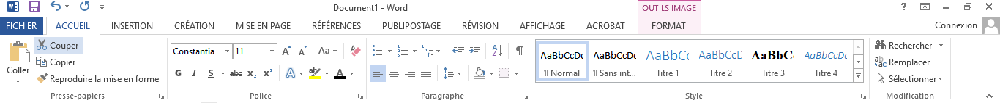 Document1 - Word
OUTILS IMAGE
?
FICHIER ACCUEIL INSERTION CRÉATION MISE EN PAGE RÉFÉRENCES PUBLIPOSTAGE RÉVISION AFFICHAGE ACROBAT FORMAT Connexion
Coller
Couper
Copier
Reproduire la mise en forme
Presse-papiers
Constantia 11 A A Aa
G I S abc x₂ x² A aby A
Police
Paragraphe
AaBbCcDc AaBbCcDc AaBbCc AaBbCcD AaBbCc AaBbCcDc
¶ Normal ¶ Sans int... Titre 1 Titre 2 Titre 3 Titre 4
Style
Rechercher
Remplacer
Sélectionner
Modification